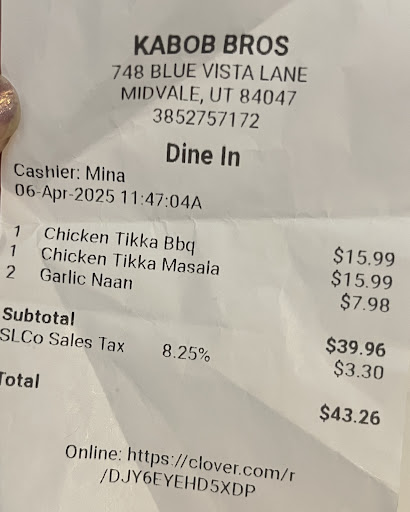 KABOB BROS
748 BLUE VISTA LANE
MIDVALE, UT 84047
3852757172
Dine In
Cashier: Mina
06-Apr-2025 11:47:04A
1 Chicken Tikka Bbq $15.99
1 Chicken Tikka Masala $15.99
2 Garlic Naan $7.98
Subtotal $39.96
SLCo Sales Tax 8.25% $3.30
Total $43.26
Online: https://clover.com/r
/DJY6EYEHD5XDP